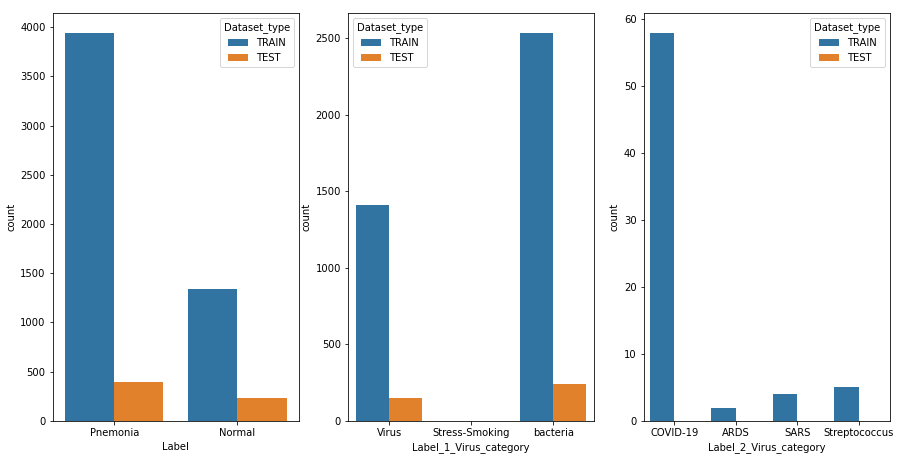 Dataset_type
TRAIN
TEST
4000
3500
3000
2500
2000
1500
1000
500
0
count
Pnemonia Normal
Label
Dataset_type
TRAIN
TEST
2500
2000
1500
1000
500
0
count
Virus Stress-Smoking bacteria
Label_1_Virus_category
Dataset_type
TRAIN
TEST
60
50
40
30
20
10
0
count
COVID-19 ARDS SARS Streptococcus
Label_2_Virus_category